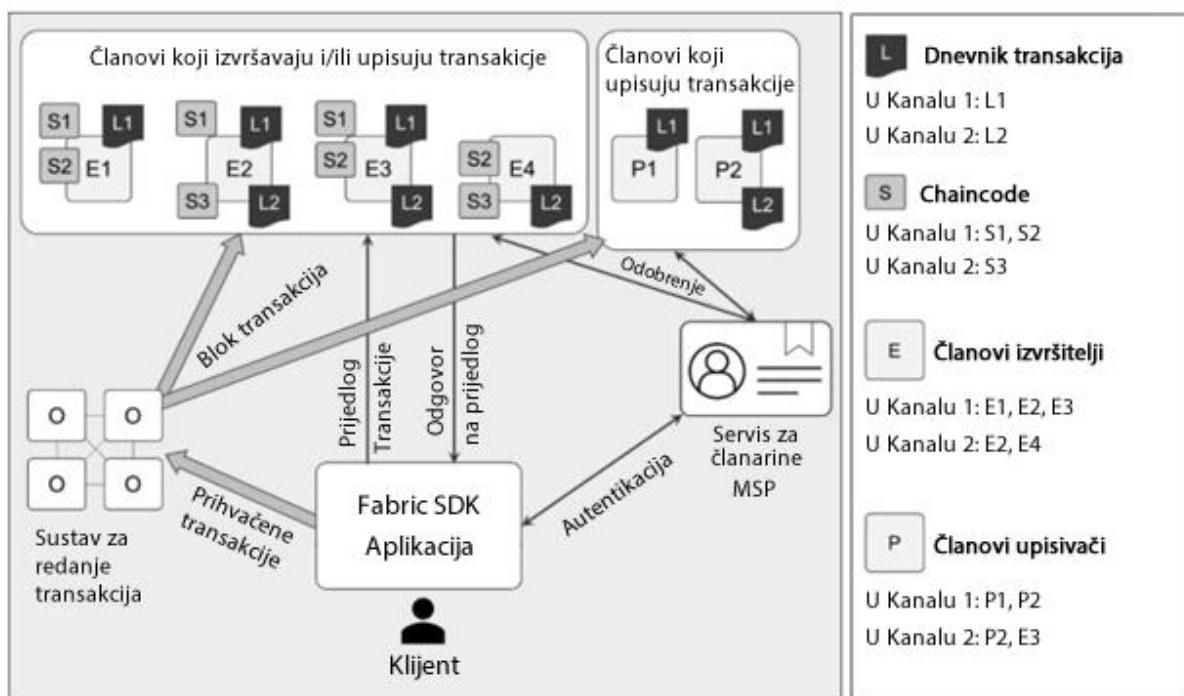 Članovi koji izvršavaju i/ili upisuju transakicje
S1
L1
S2
E1
S1
L1
E2
S3
L2
S1
L1
S2
E3
L2
S2
E4
S3
L2
Članovi koji
upisuju transakcije
L1
P1
L1
P2
L2
Blok transakcija
Prijedlog
Transakcije
Odgovor
na prijedlog
Odobrenje
O
O
O
O
Sustav za
redanje
transakcija
Prihvačene
transakcije
Fabric SDK
Aplikacija
Klijent
Autentikacija
Servis za
članarine
MSP
L
Dnevnik transakcija
U Kanalu 1: L1
U Kanalu 2: L2
S
Chaincode
U Kanalu 1: S1, S2
U Kanalu 2: S3
E
Članovi izvršitelji
U Kanalu 1: E1, E2, E3
U Kanalu 2: E2, E4
P
Članovi upisivači
U Kanalu 1: P1, P2
U Kanalu 2: P2, E3